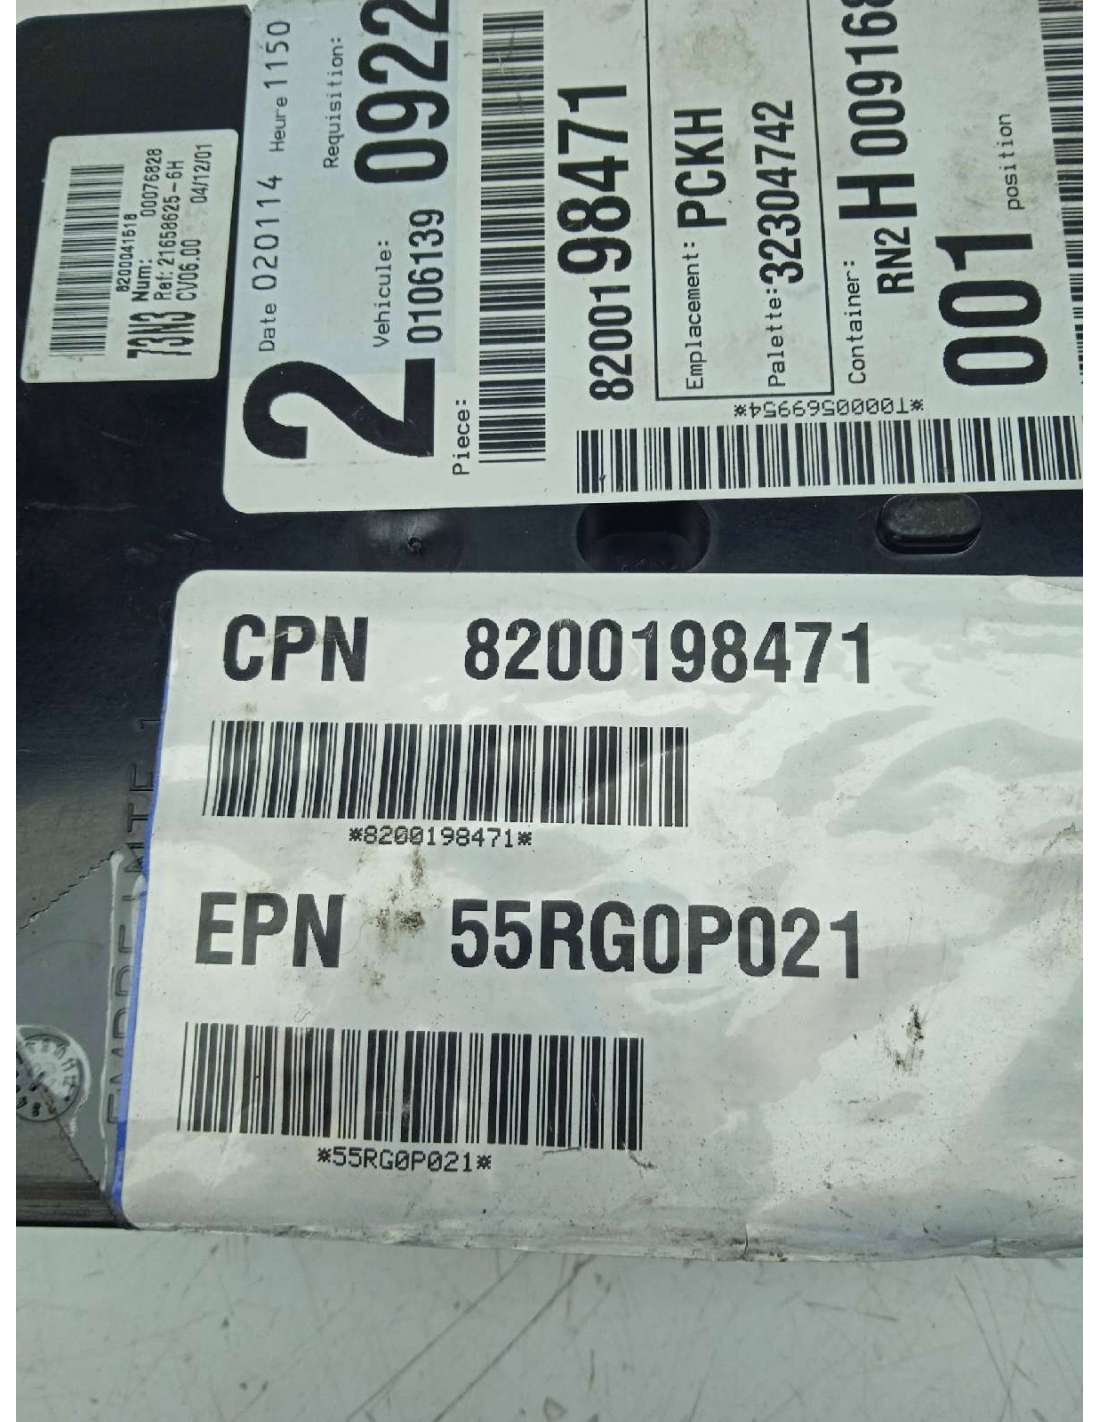 8200041518
73N3 Num: 00076828
Ref: 21658625-6H
73N3 CV06.00 04/12/01
Date 020114 Heure 1150
Requisition:
Vehicule:
2 0106139 0922
Piece:
8200198471
Emplacement: PCKH
Palette: 32304742
Container:
RN2 H 009168
001 position
*T0000569954*
CPN 8200198471
*8200198471*
EPN 55RG0P021
*55RG0P021*